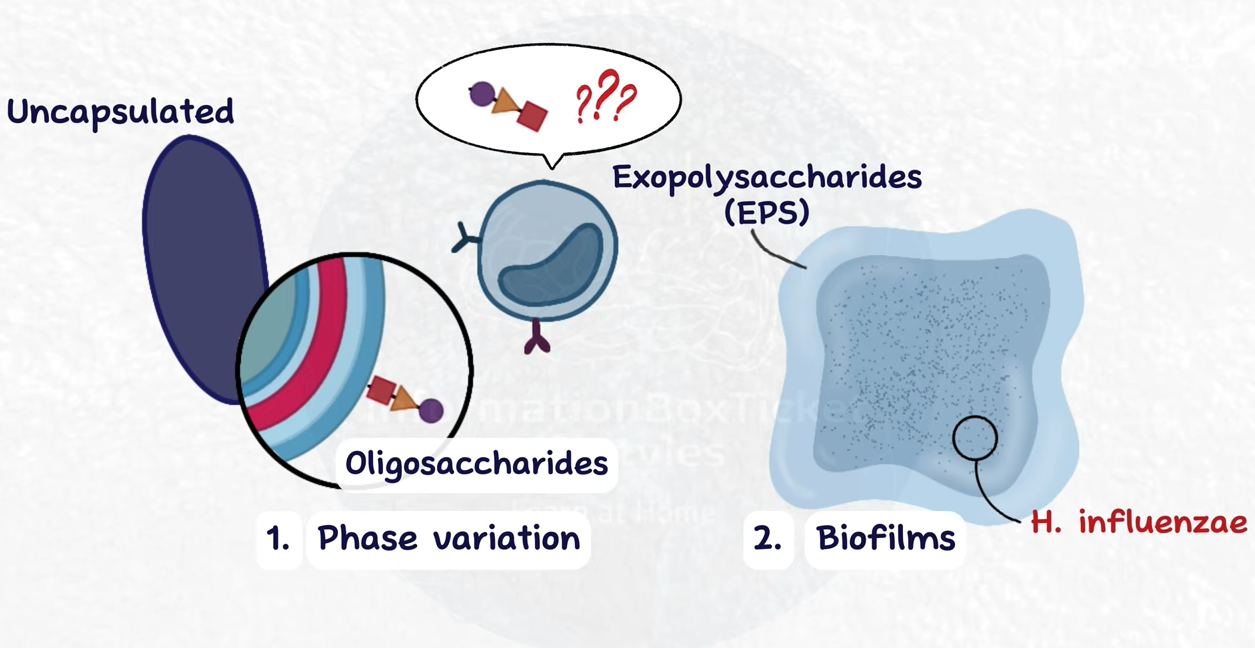 Uncapsulated
???
Exopolysaccharides
(EPS)
Oligosaccharides
1. Phase variation
2. Biofilms
H. influenzae